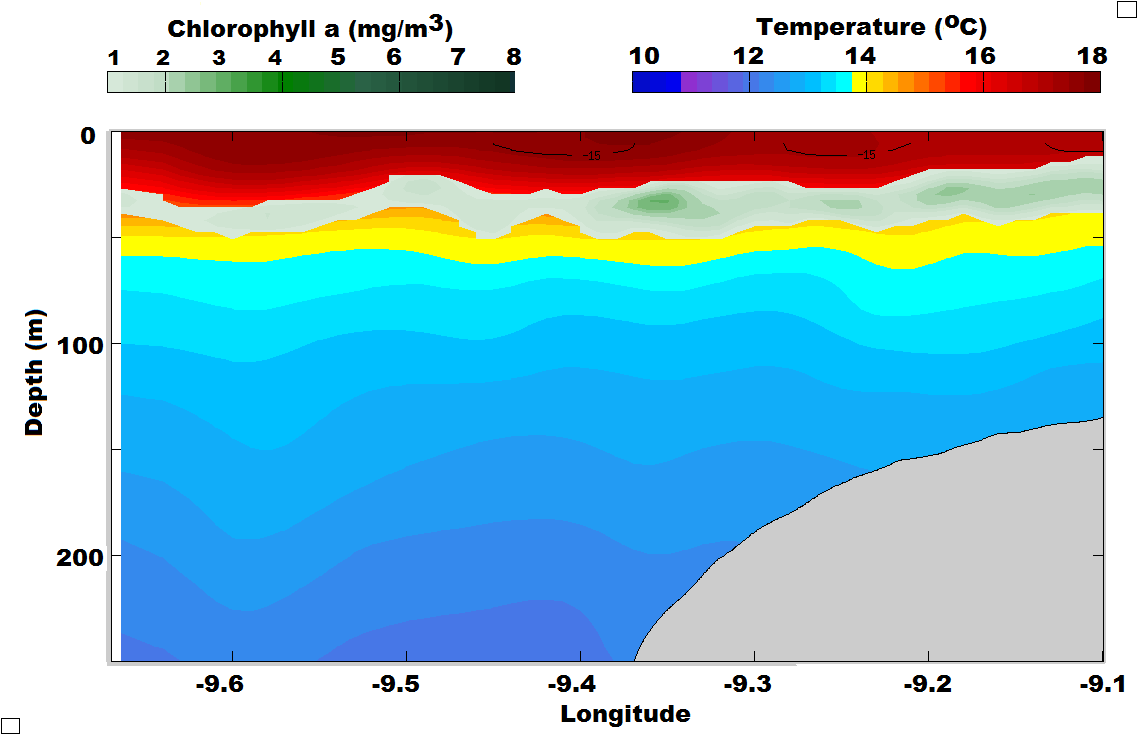 Chlorophyll a (mg/m3)
Temperature (ºC)
1 2 3 4 5 6 7 8
10 12 14 16 18
0
-15
-15
100
Depth (m)
200
-9.6 -9.5 -9.4 -9.3 -9.2 -9.1
Longitude